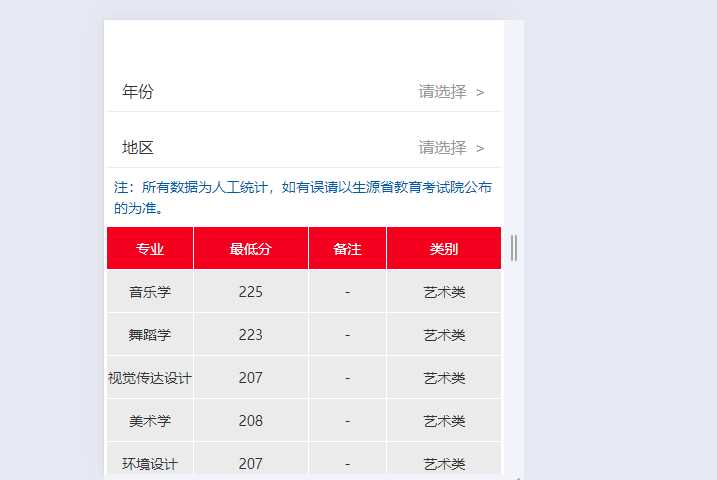 年份 请选择 >
地区 请选择 >
注：所有数据为人工统计，如有误请以生源省教育考试院公布
的为准。
专业 最低分 备注 类别
音乐学 225 - 艺术类
舞蹈学 223 - 艺术类
视觉传达设计 207 - 艺术类
美术学 208 - 艺术类
环境设计 207 - 艺术类